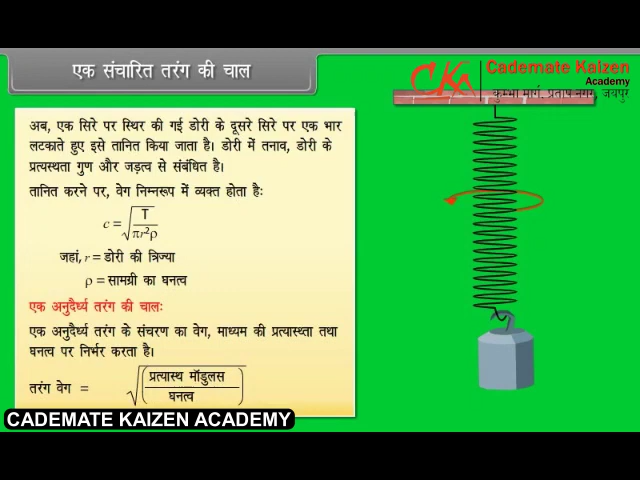 एक संचारित तरंग की चाल
CKA
Cademate Kaizen
Academy
कुम्भा मार्ग, प्रताप नगर, जयपुर
अब, एक सिरे पर स्थिर की गई डोरी के दूसरे सिरे पर एक भार
लटकाते हुए इसे तानित किया जाता है। डोरी में तनाव, डोरी के
प्रत्यस्थता गुण और जड़त्व से संबंधित है।
तानित करने पर, वेग निम्नरूप में व्यक्त होता हैः
c = √(T / πr²ρ)
जहां, r = डोरी की त्रिज्या
ρ = सामग्री का घनत्व
एक अनुदैर्ध्य तरंग की चालः
एक अनुदैर्ध्य तरंग के संचरण का वेग, माध्यम की प्रत्यास्थ्ता तथा
घनत्व पर निर्भर करता है।
तरंग वेग = √(प्रत्यास्थ मॉडुलस / घनत्व)
CADEMATE KAIZEN ACADEMY